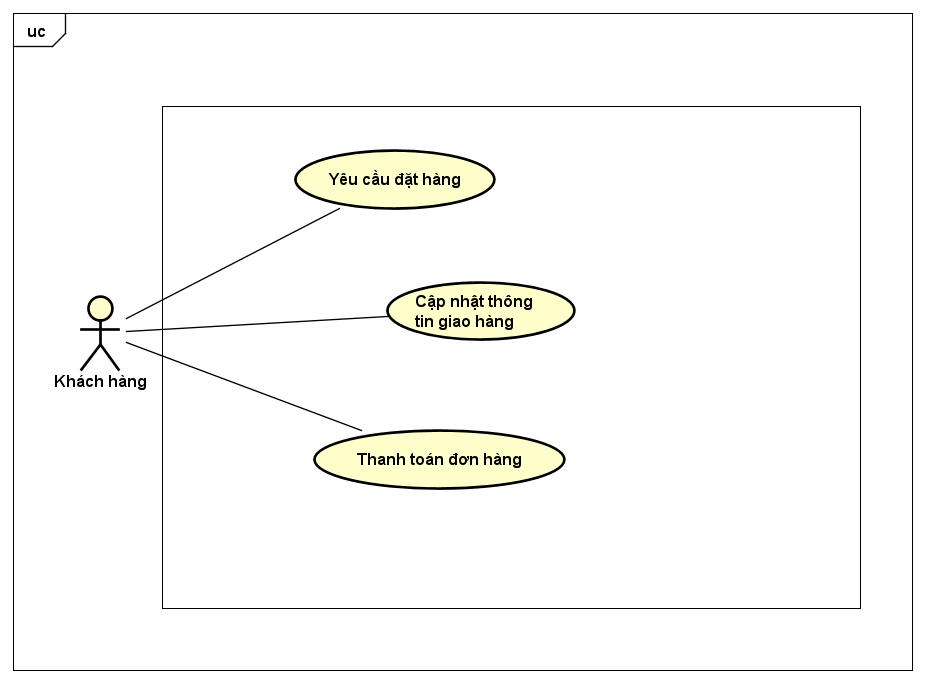 uc
Yêu cầu đặt hàng
Cập nhật thông
tin giao hàng
Khách hàng
Thanh toán đơn hàng